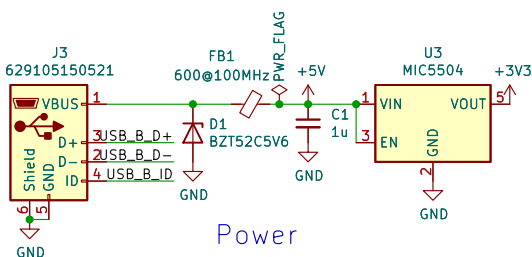 J3
629105150521
VBUS
1
D+
3
USB_B_D+
D-
2
USB_B_D-
ID
4
USB_B_ID
Shield
GND
6
5
GND
D1
BZT52C5V6
GND
FB1
600@100MHz
PWR_FLAG
+5V
C1
1u
GND
U3
MIC5504
1
VIN
VOUT
5
+3V3
3
EN
GND
2
GND
Power